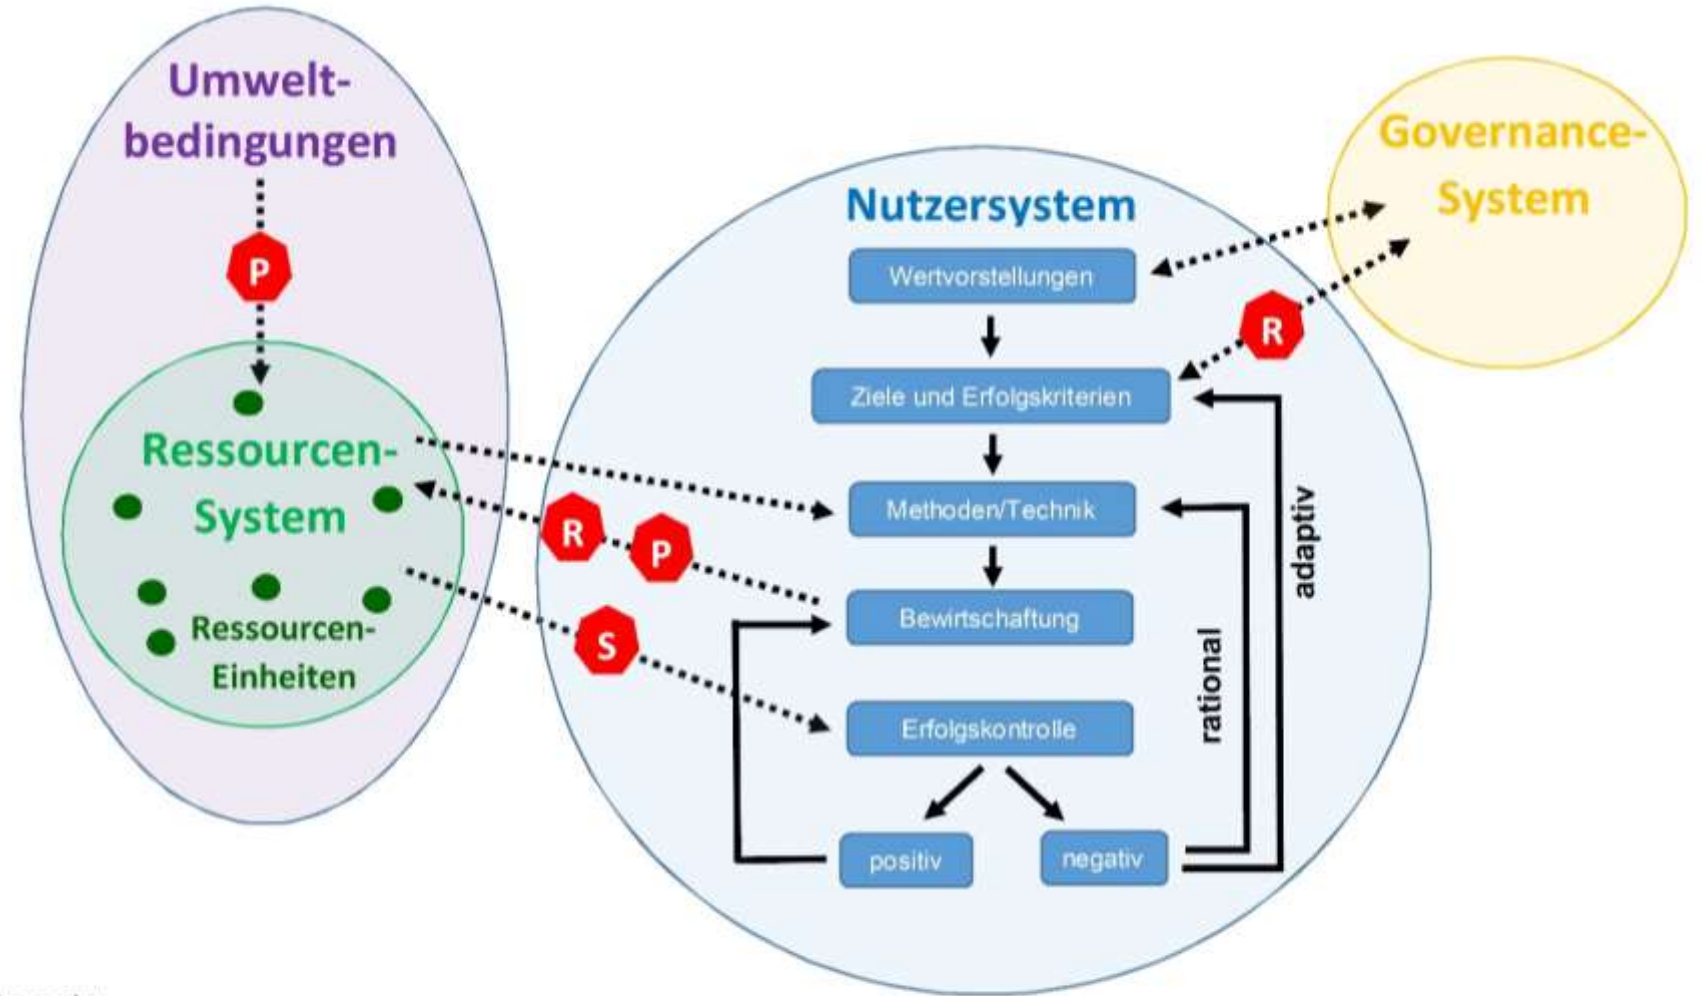 Umwelt-
bedingungen
P
Ressourcen-
System
Ressourcen-
Einheiten
R
P
S
Nutzersystem
Wertvorstellungen
Ziele und Erfolgskriterien
Methoden/Technik
Bewirtschaftung
Erfolgskontrolle
positiv
negativ
rational
adaptiv
R
Governance-
System